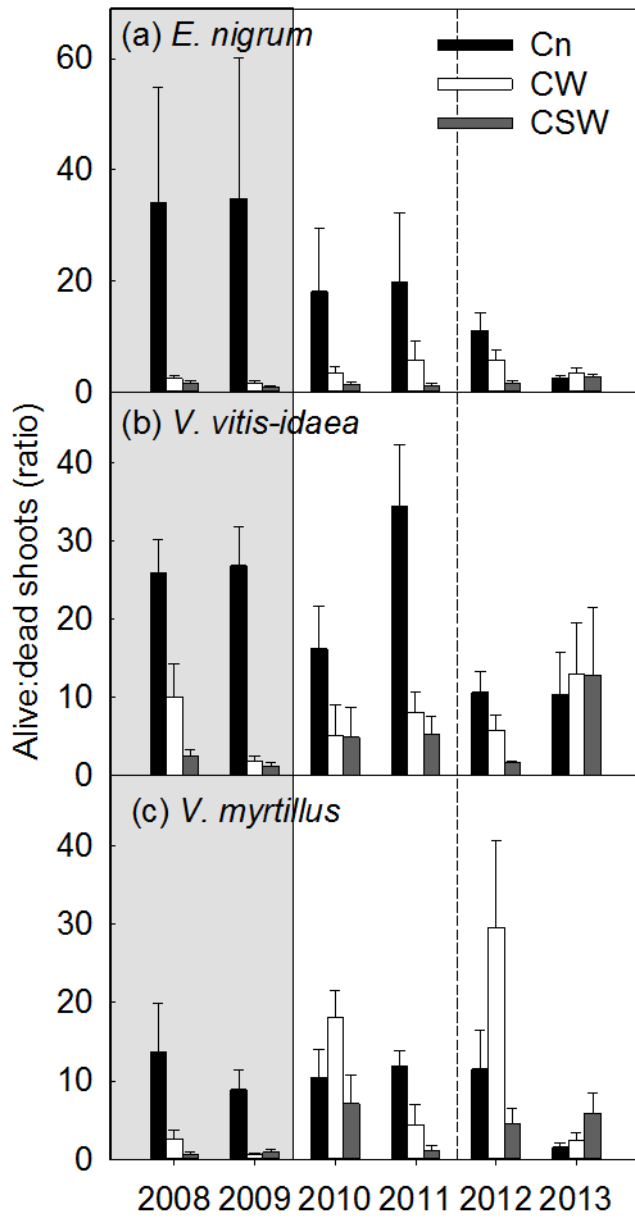 (a) E. nigrum
Cn
CW
CSW
60
40
20
0
(b) V. vitis-idaea
40
30
20
10
0
(c) V. myrtillus
40
30
20
10
0
Alive:dead shoots (ratio)
2008 2009 2010 2011 2012 2013